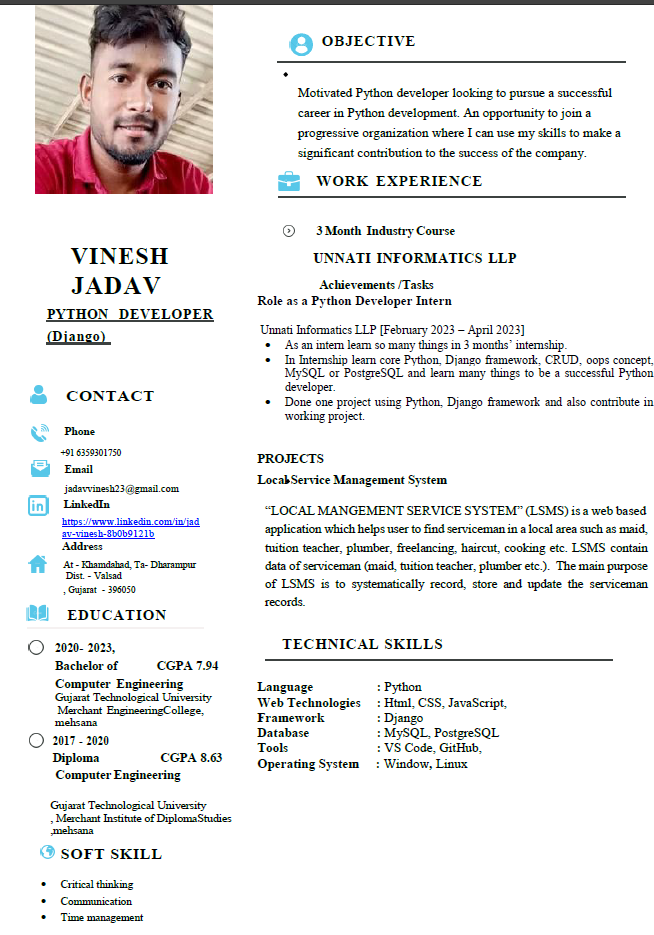 VINESH
JADAV
PYTHON DEVELOPER
(Django)
CONTACT
Phone
+91 6359301750
Email
jadavvinesh23@gmail.com
LinkedIn
https://www.linkedin.com/in/jad
av-vinesh-8b0b9121b
Address
At - Khamdahad, Ta- Dharampur
Dist. - Valsad
, Gujarat - 396050
EDUCATION
2020- 2023,
Bachelor of CGPA 7.94
Computer Engineering
Gujarat Technological University
Merchant EngineeringCollege,
mehsana
2017 - 2020
Diploma CGPA 8.63
Computer Engineering
Gujarat Technological University
, Merchant Institute of DiplomaStudies
,mehsana
SOFT SKILL
• Critical thinking
• Communication
• Time management
OBJECTIVE
Motivated Python developer looking to pursue a successful
career in Python development. An opportunity to join a
progressive organization where I can use my skills to make a
significant contribution to the success of the company.
WORK EXPERIENCE
3 Month Industry Course
UNNATI INFORMATICS LLP
Achievements /Tasks
Role as a Python Developer Intern
Unnati Informatics LLP [February 2023 – April 2023]
• As an intern learn so many things in 3 months’ internship.
• In Internship learn core Python, Django framework, CRUD, oops concept,
MySQL or PostgreSQL and learn many things to be a successful Python
developer.
• Done one project using Python, Django framework and also contribute in
working project.
PROJECTS
Local Service Management System
“LOCAL MANGEMENT SERVICE SYSTEM” (LSMS) is a web based
application which helps user to find serviceman in a local area such as maid,
tuition teacher, plumber, freelancing, haircut, cooking etc. LSMS contain
data of serviceman (maid, tuition teacher, plumber etc.). The main purpose
of LSMS is to systematically record, store and update the serviceman
records.
TECHNICAL SKILLS
Language : Python
Web Technologies : Html, CSS, JavaScript,
Framework : Django
Database : MySQL, PostgreSQL
Tools : VS Code, GitHub,
Operating System : Window, Linux